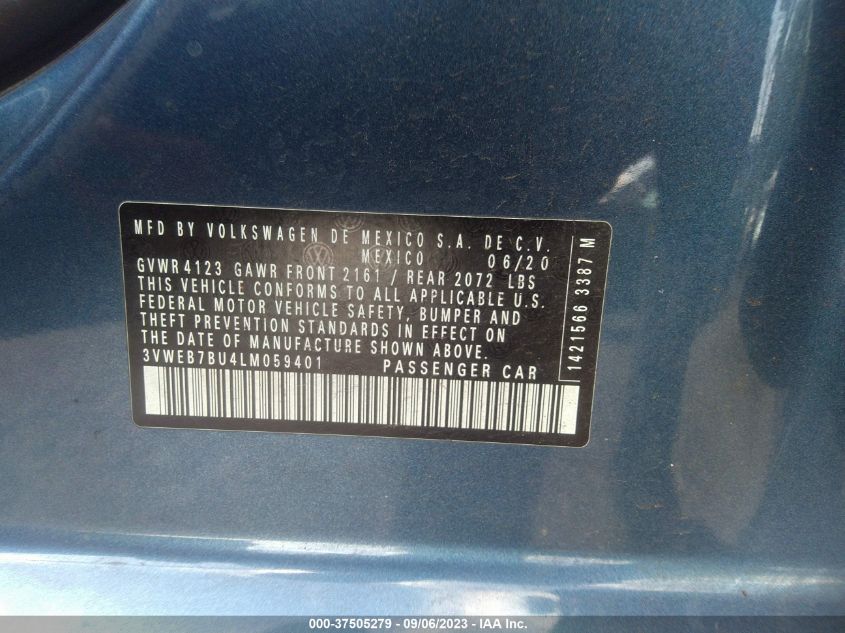 MFD BY VOLKSWAGEN DE MEXICO S.A. DE C.V.
MEXICO 06/20
GVWR 4123 GAWR FRONT 2161 / REAR 2072 LBS
THIS VEHICLE CONFORMS TO ALL APPLICABLE U.S.
FEDERAL MOTOR VEHICLE SAFETY, BUMPER AND
THEFT PREVENTION STANDARDS IN EFFECT ON
THE DATE OF MANUFACTURE SHOWN ABOVE.
3VWEB7BU4LM059401 PASSENGER CAR
1421566 3387 M
000-37505279 - 09/06/2023 - IAA Inc.